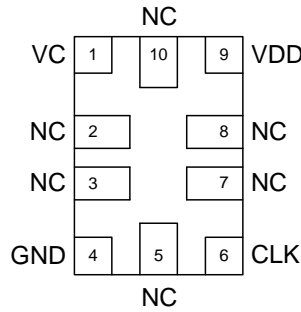 NC
VC 1 10 9 VDD
NC 2 8 NC
NC 3 7 NC
GND 4 5 6 CLK
NC